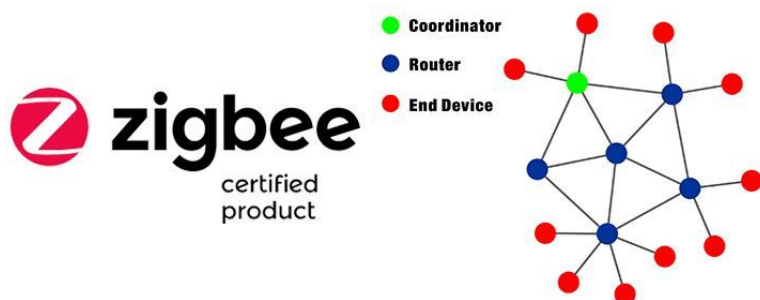 zigbee
certified
product
Coordinator
Router
End Device